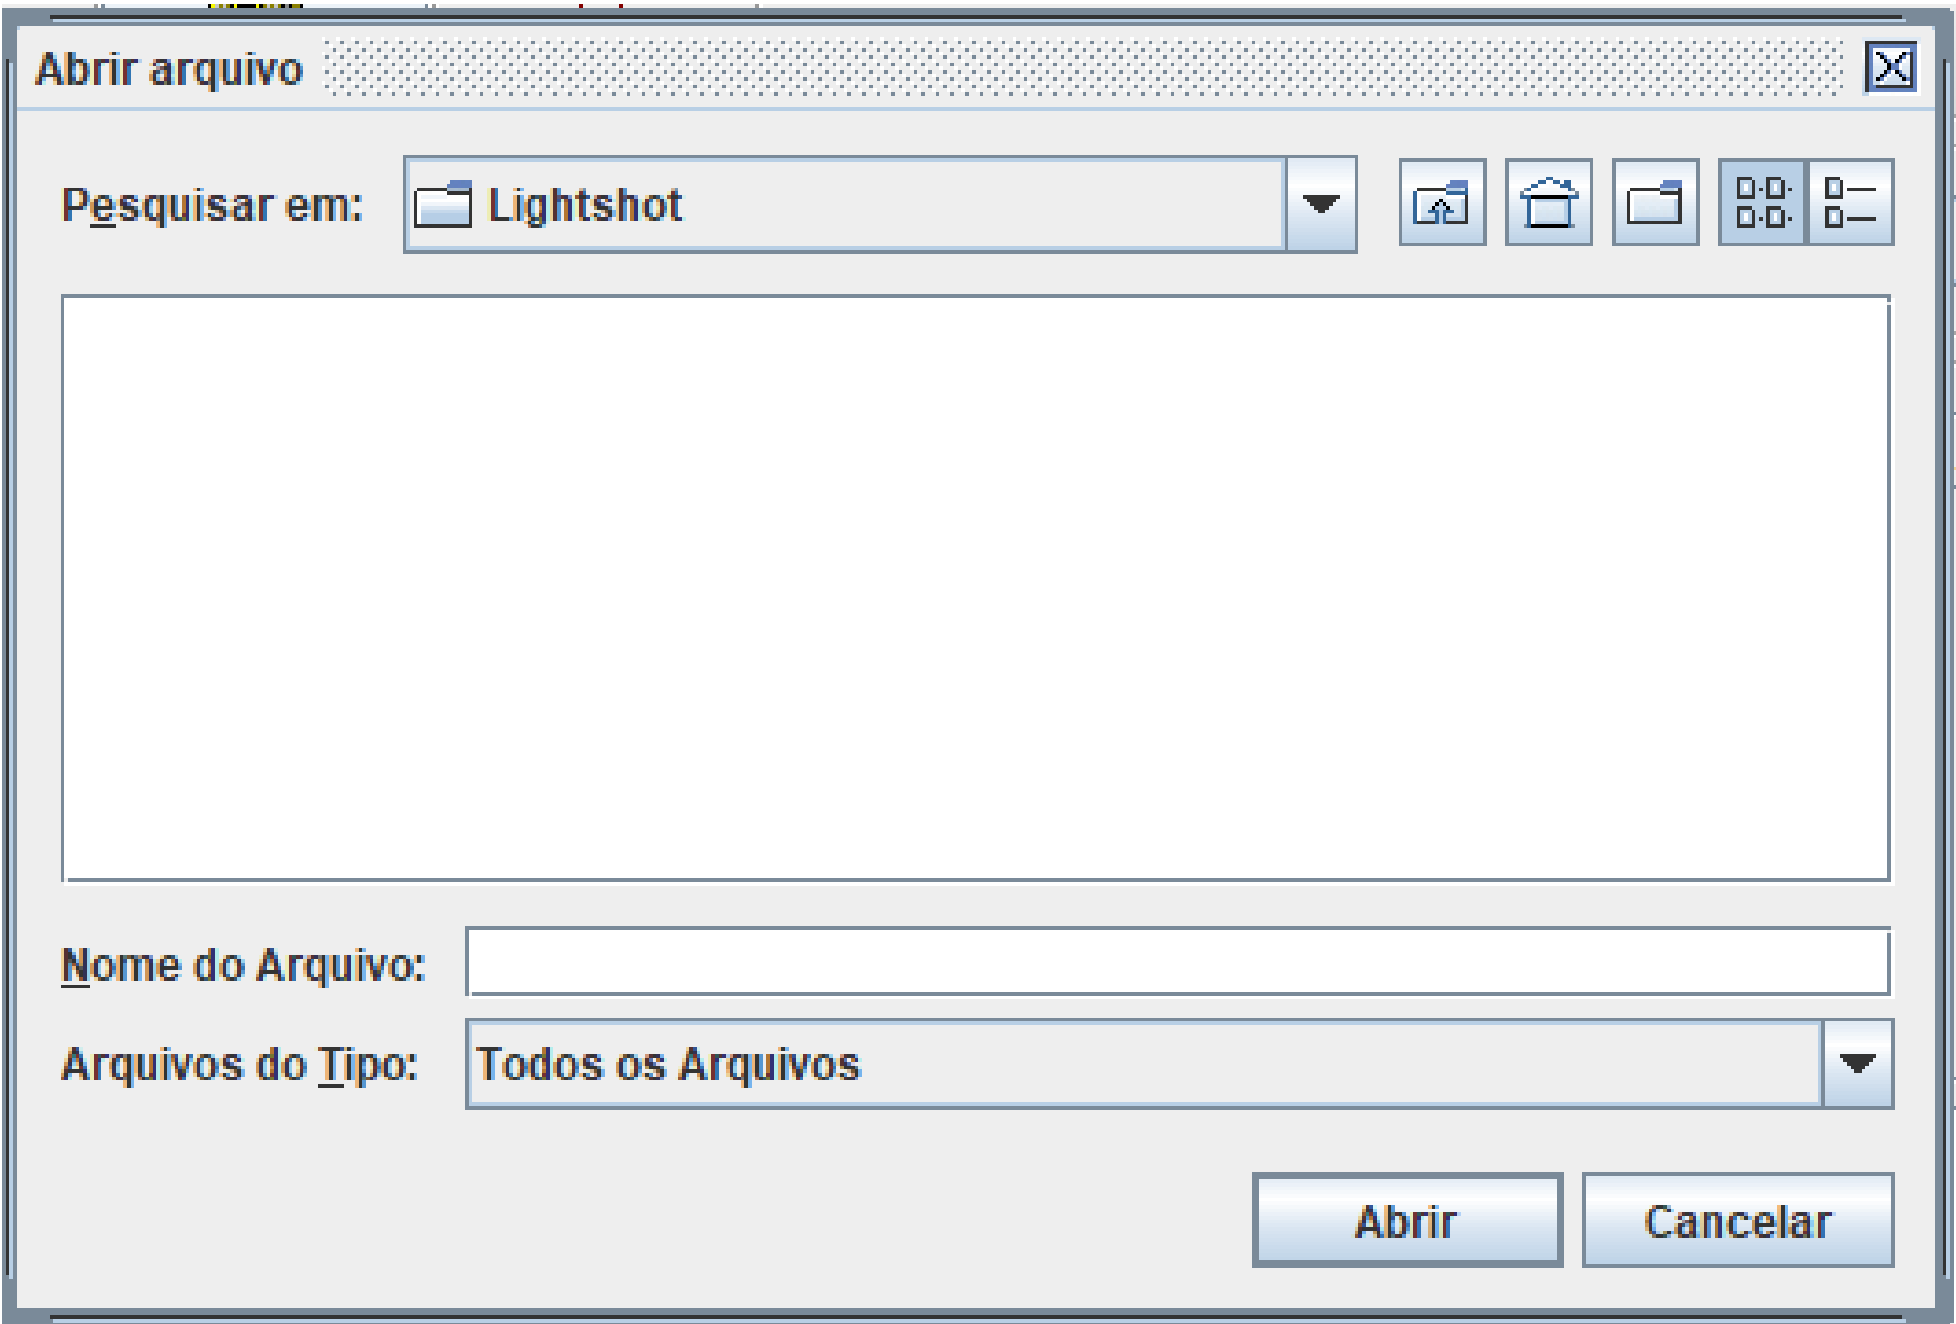 Abrir arquivo
Pesquisar em: Lightshot
Nome do Arquivo:
Arquivos do Tipo: Todos os Arquivos
Abrir Cancelar